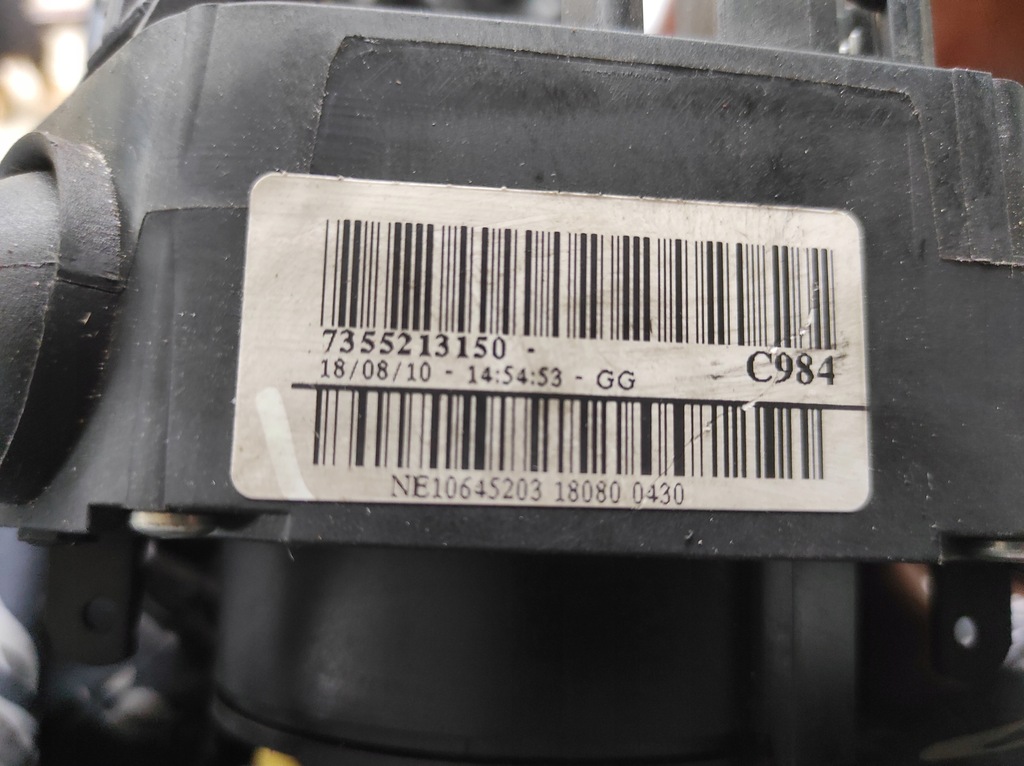 7355213150 -
C984
18/08/10 - 14:54:53 - GG
NE10645203 18080 0430